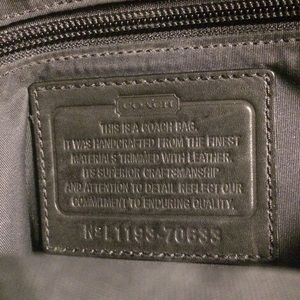 COACH
THIS IS A COACH BAG.
IT WAS HANDCRAFTED FROM THE FINEST
MATERIALS TRIMMED WITH LEATHER.
ITS SUPERIOR CRAFTSMANSHIP
AND ATTENTION TO DETAIL REFLECT OUR
COMMITMENT TO ENDURING QUALITY.
Nº L1193-70633